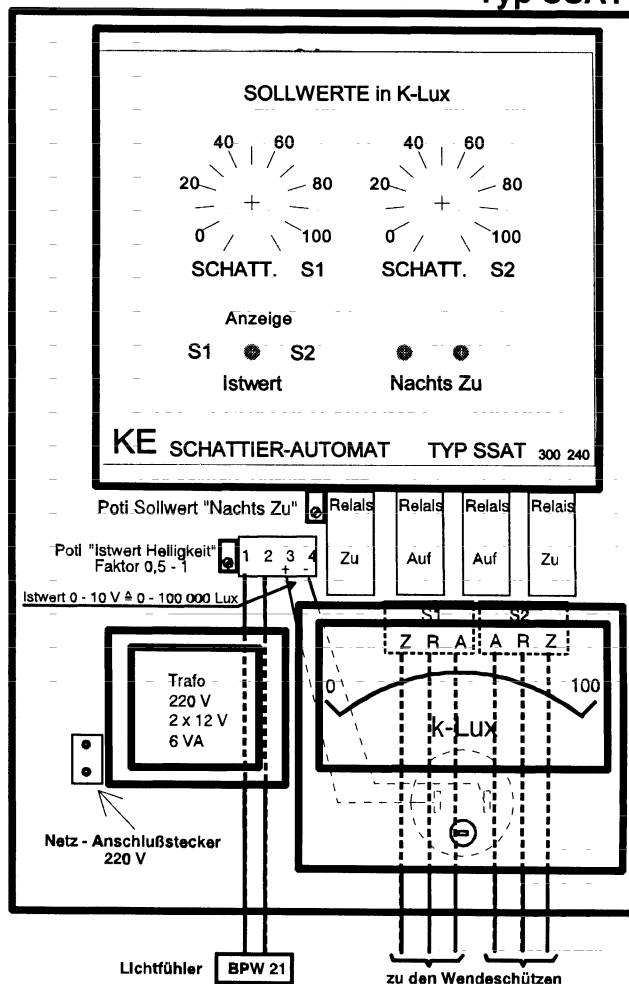 Typ SSAT
SOLLWERTE in K-Lux
40 60 40 60
20 80 20 80
0 100 0 100
SCHATT. S1 SCHATT. S2
Anzeige
S1 S2
Istwert Nachts Zu
KE SCHATTIER-AUTOMAT TYP SSAT 300 240
Poti Sollwert "Nachts Zu"
Relais Relais Relais Relais
Zu Auf Auf Zu
Poti "Istwert Helligkeit"
Faktor 0,5 - 1
1 2 3 4
+ -
Istwert 0 - 10 V ≙ 0 - 100 000 Lux
S1 S2
Z R A A R Z
0 100
k-Lux
Trafo
220 V
2 x 12 V
6 VA
Netz - Anschlußstecker
220 V
Lichtfühler BPW 21
zu den Wendeschützen